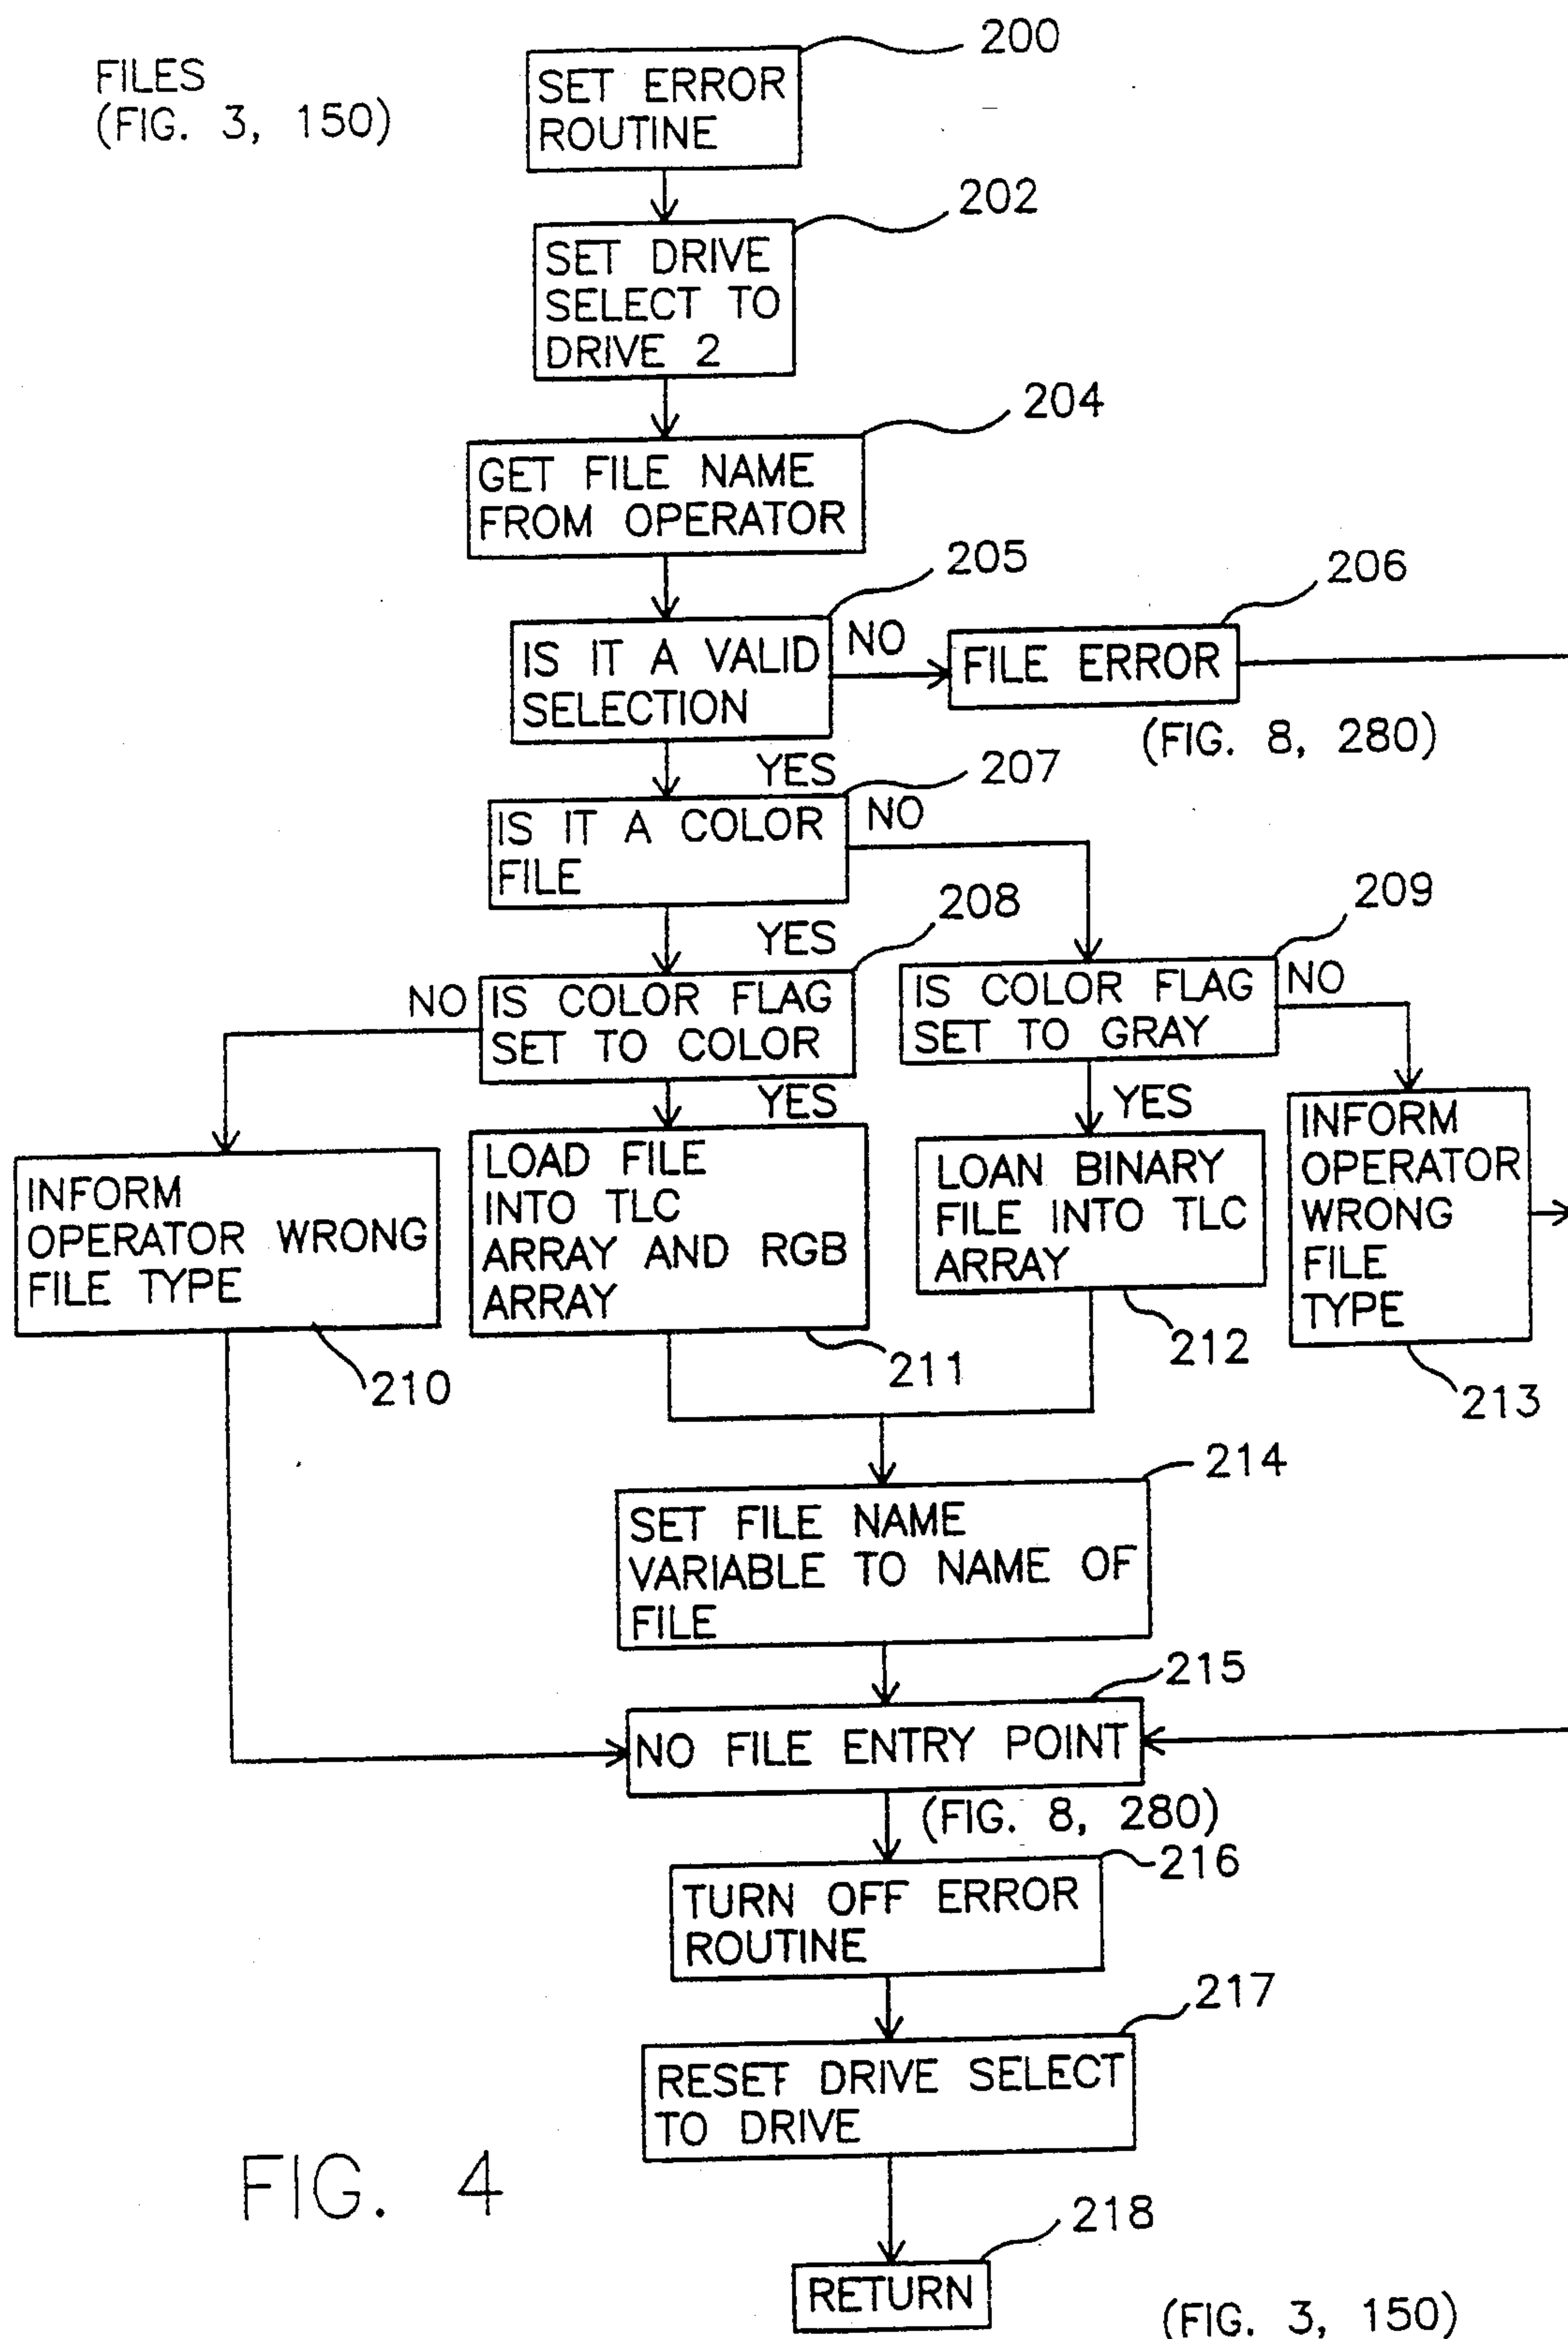 FILES
(FIG. 3, 150)
200
SET ERROR
ROUTINE
202
SET DRIVE
SELECT TO
DRIVE 2
204
GET FILE NAME
FROM OPERATOR
205
IS IT A VALID
SELECTION
NO
206
FILE ERROR
(FIG. 8, 280)
YES
207
IS IT A COLOR
FILE
NO
YES
208
NO
IS COLOR FLAG
SET TO COLOR
209
IS COLOR FLAG
SET TO GRAY
NO
YES
YES
INFORM
OPERATOR WRONG
FILE TYPE
210
LOAD FILE
INTO TLC
ARRAY AND RGB
ARRAY
211
LOAN BINARY
FILE INTO TLC
ARRAY
212
INFORM
OPERATOR
WRONG
FILE
TYPE
213
214
SET FILE NAME
VARIABLE TO NAME OF
FILE
215
NO FILE ENTRY POINT
(FIG. 8, 280)
216
TURN OFF ERROR
ROUTINE
217
RESET DRIVE SELECT
TO DRIVE
FIG. 4
218
RETURN
(FIG. 3, 150)